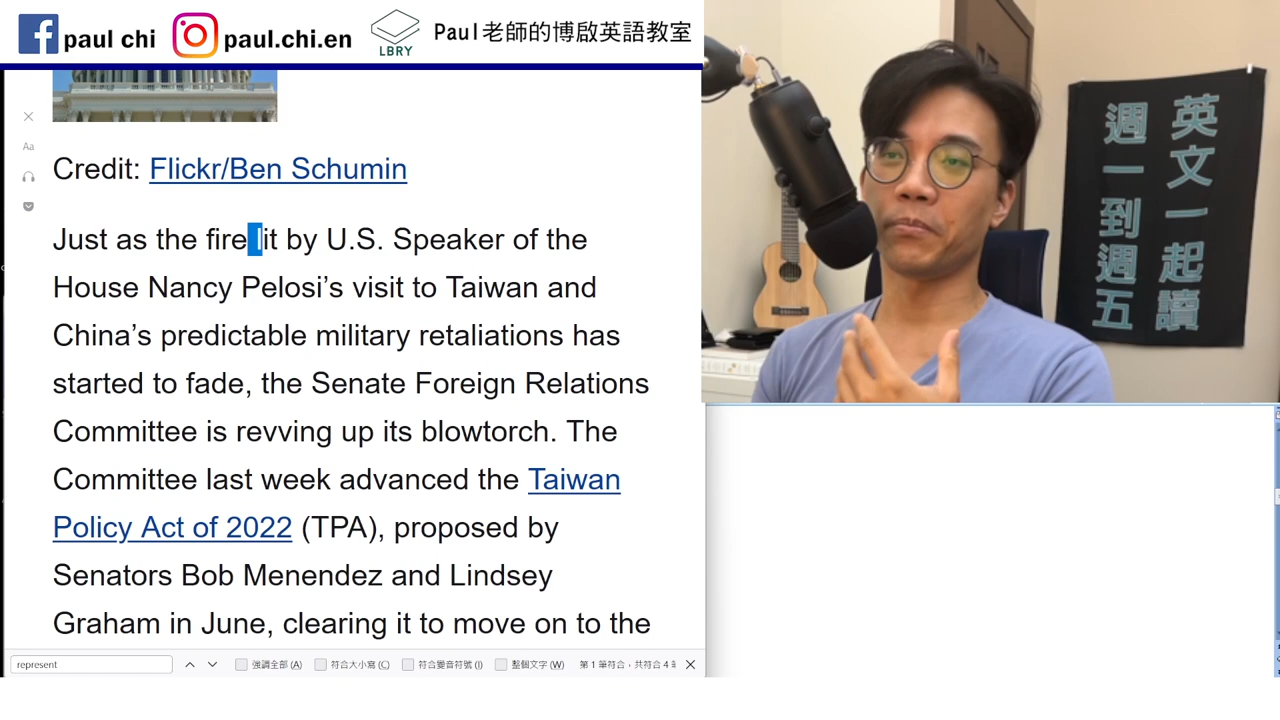 paul chi
paul.chi.en
LBRY
Paul老師的博啟英語教室
Aa
Credit: Flickr/Ben Schumin
Just as the fire lit by U.S. Speaker of the
House Nancy Pelosi’s visit to Taiwan and
China’s predictable military retaliations has
started to fade, the Senate Foreign Relations
Committee is revving up its blowtorch. The
Committee last week advanced the Taiwan
Policy Act of 2022 (TPA), proposed by
Senators Bob Menendez and Lindsey
Graham in June, clearing it to move on to the
represent
強調全部 (A)
符合大小寫 (C)
符合變音符號 (I)
整個文字 (W)
第 1 筆符合，共符合 4
英文一起讀
週一到週五